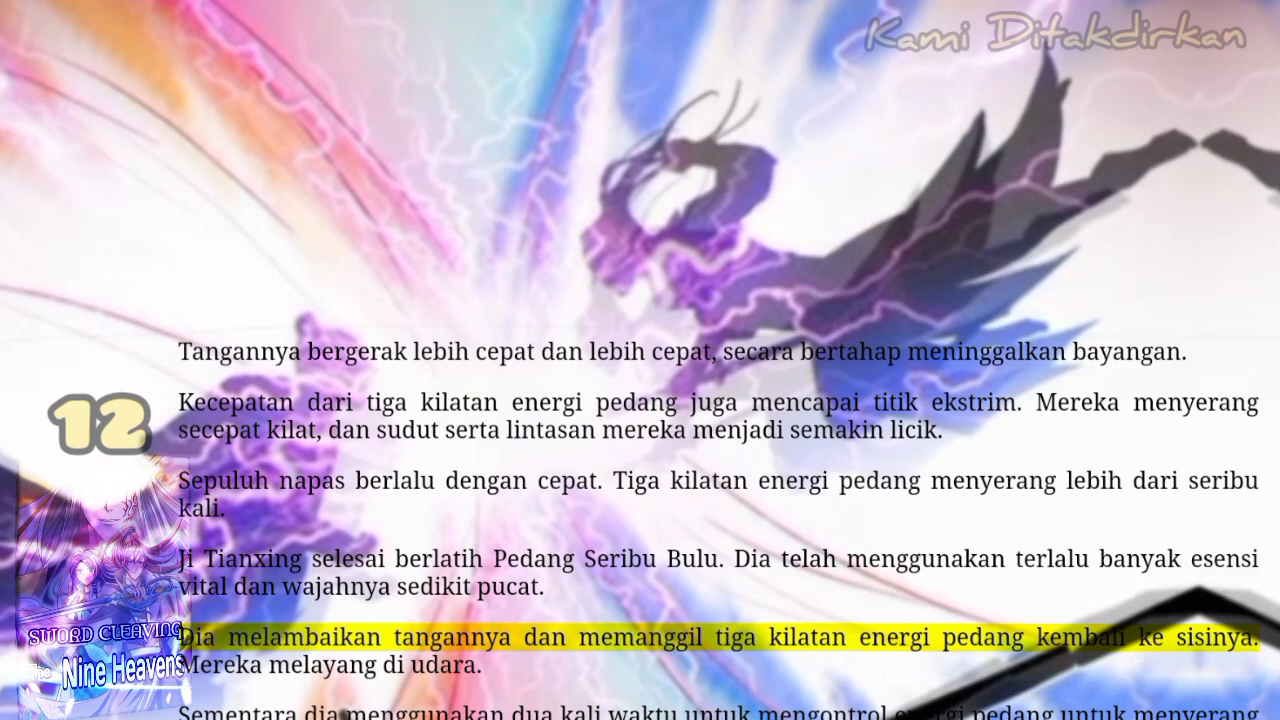 Kami Ditakdirkan
Tangannya bergerak lebih cepat dan lebih cepat, secara bertahap meninggalkan bayangan.
12
Kecepatan dari tiga kilatan energi pedang juga mencapai titik ekstrim. Mereka menyerang
secepat kilat, dan sudut serta lintasan mereka menjadi semakin licik.
Sepuluh napas berlalu dengan cepat. Tiga kilatan energi pedang menyerang lebih dari seribu
kali.
Ji Tianxing selesai berlatih Pedang Seribu Bulu. Dia telah menggunakan terlalu banyak esensi
vital dan wajahnya sedikit pucat.
SWORD CLEAVING
The Nine Heavens
Dia melambaikan tangannya dan memanggil tiga kilatan energi pedang kembali ke sisinya.
Mereka melayang di udara.
Sementara dia menggunakan dua kali waktu untuk mengontrol energi pedang untuk menyerang